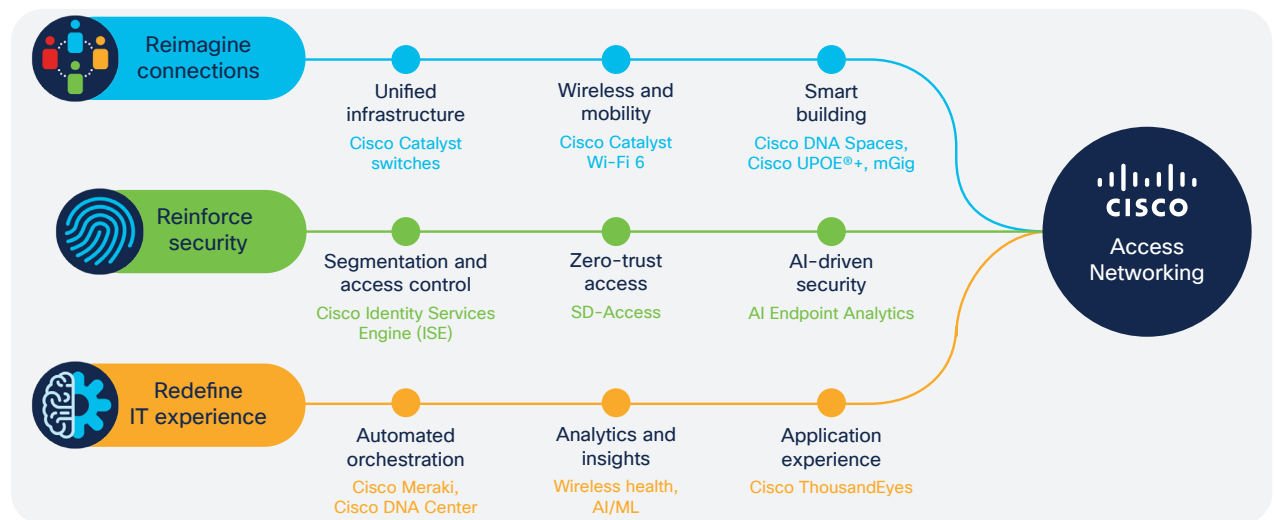 Reimagine
connections
Unified
infrastructure
Cisco Catalyst
switches
Wireless and
mobility
Cisco Catalyst
Wi-Fi 6
Smart
building
Cisco DNA Spaces,
Cisco UPOE®+, mGig
Reinforce
security
Segmentation and
access control
Cisco Identity Services
Engine (ISE)
Zero-trust
access
SD-Access
AI-driven
security
AI Endpoint Analytics
Redefine
IT experience
Automated
orchestration
Cisco Meraki,
Cisco DNA Center
Analytics and
insights
Wireless health,
AI/ML
Application
experience
Cisco ThousandEyes
CISCO
Access
Networking